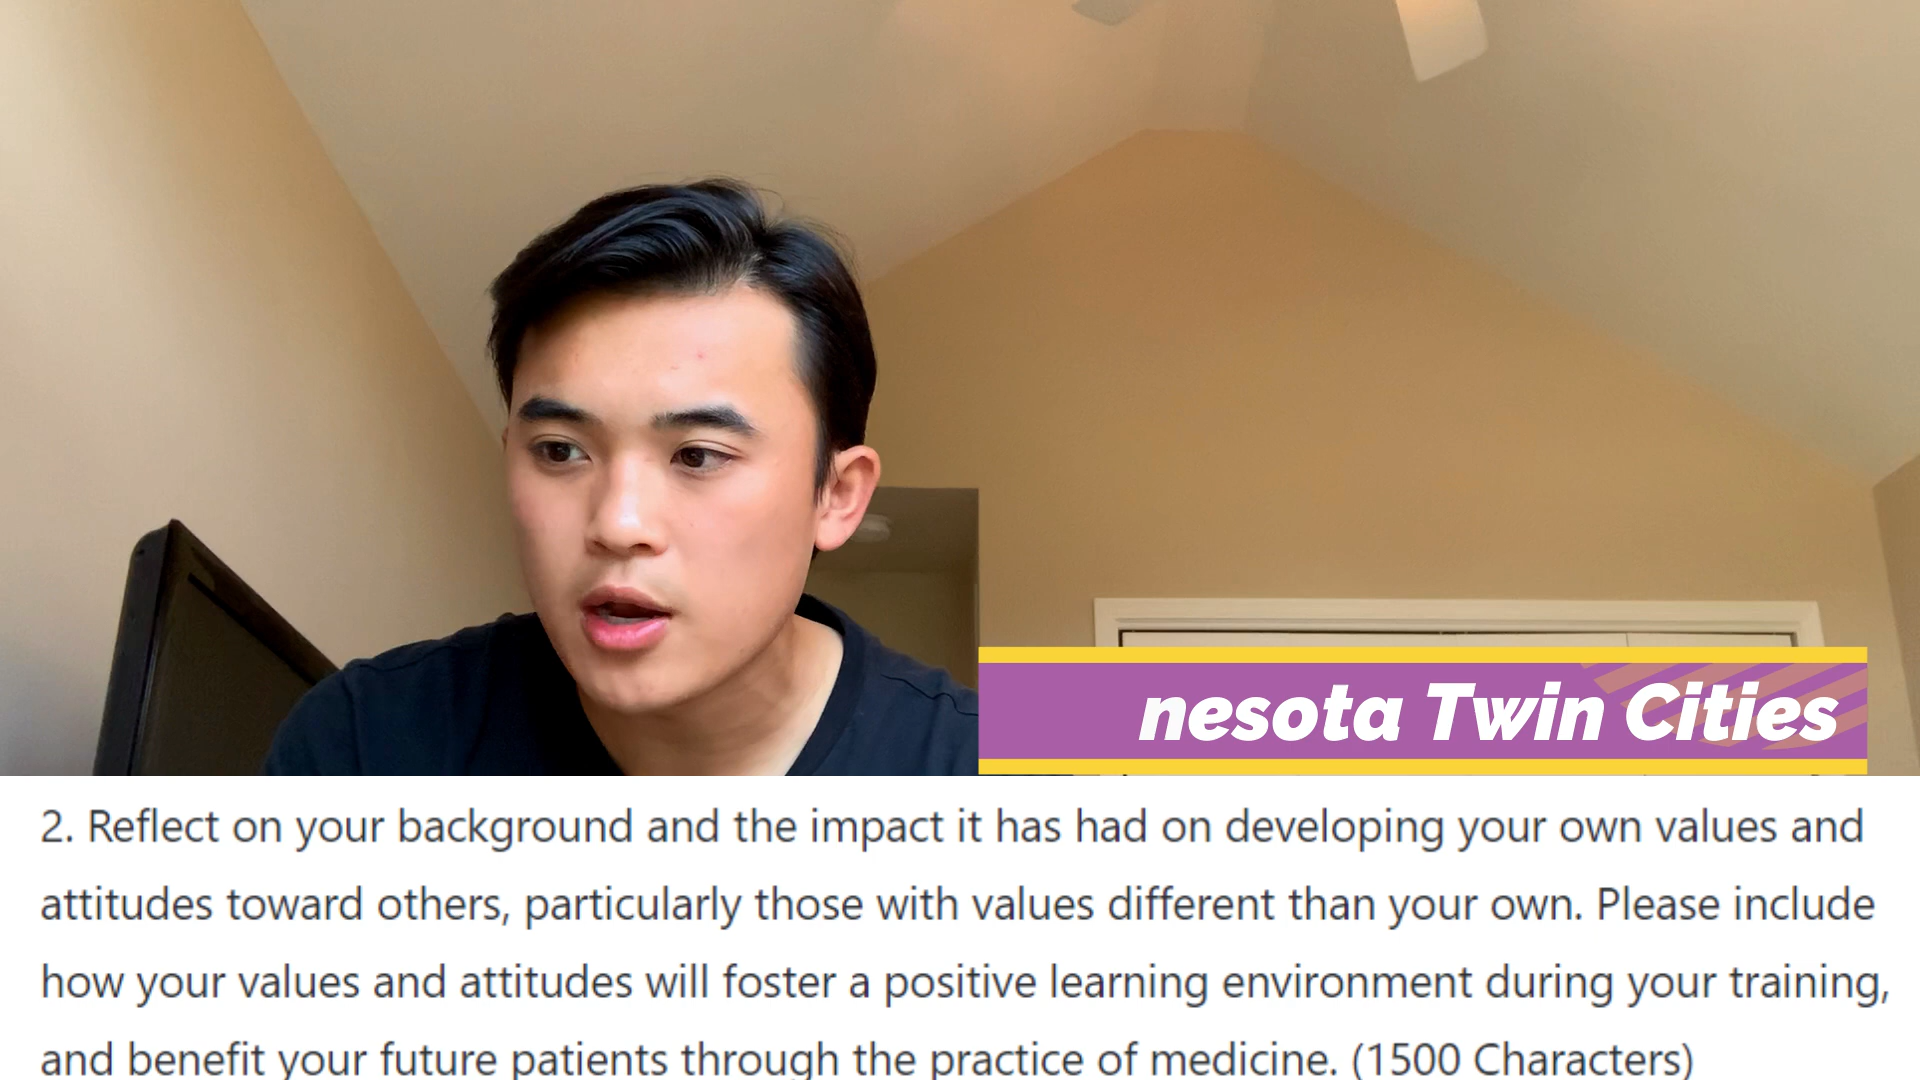 nesota Twin Cities
2. Reflect on your background and the impact it has had on developing your own values and
attitudes toward others, particularly those with values different than your own. Please include
how your values and attitudes will foster a positive learning environment during your training,
and benefit your future patients through the practice of medicine. (1500 Characters)